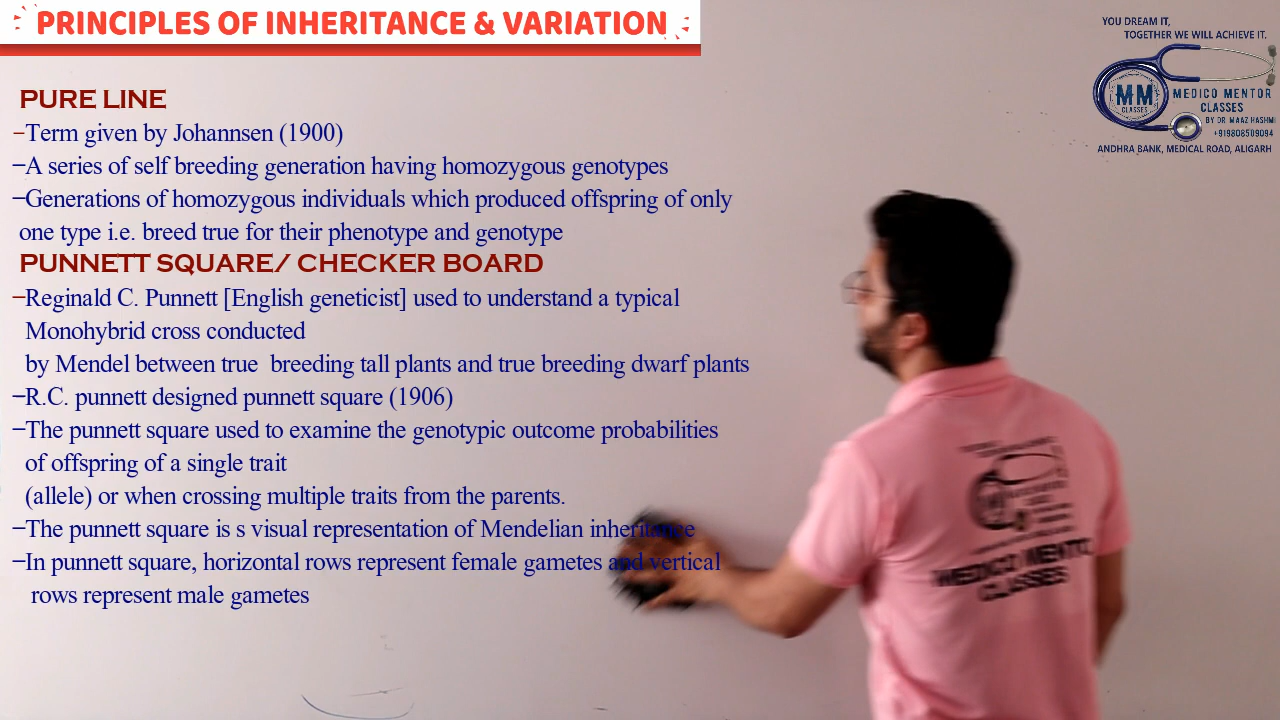 PRINCIPLES OF INHERITANCE & VARIATION
YOU DREAM IT,
TOGETHER WE WILL ACHIEVE IT.
MM
CLASSES
MEDICO MENTOR
CLASSES
BY DR MAAZ HASHMI
+919808509094
ANDHRA BANK, MEDICAL ROAD, ALIGARH
PURE LINE
–Term given by Johannsen (1900)
–A series of self breeding generation having homozygous genotypes
–Generations of homozygous individuals which produced offspring of only
one type i.e. breed true for their phenotype and genotype
PUNNETT SQUARE/ CHECKER BOARD
–Reginald C. Punnett [English geneticist] used to understand a typical
Monohybrid cross conducted
by Mendel between true breeding tall plants and true breeding dwarf plants
–R.C. punnett designed punnett square (1906)
–The punnett square used to examine the genotypic outcome probabilities
of offspring of a single trait
(allele) or when crossing multiple traits from the parents.
–The punnett square is s visual representation of Mendelian inheritance
–In punnett square, horizontal rows represent female gametes and vertical
rows represent male gametes
MEDICO MENTO
CLASSES